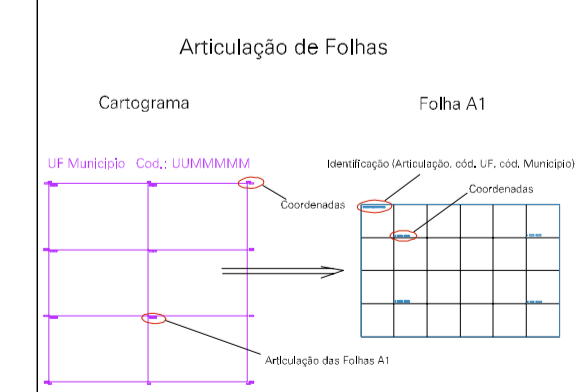 Articulação de Folhas
Cartograma
Folha A1
UF Município Cod.: UUMMMMM
Identificação (Articulação, cód. UF, cód. Município)
Coordenadas
Coordenadas
Articulação das Folhas A1